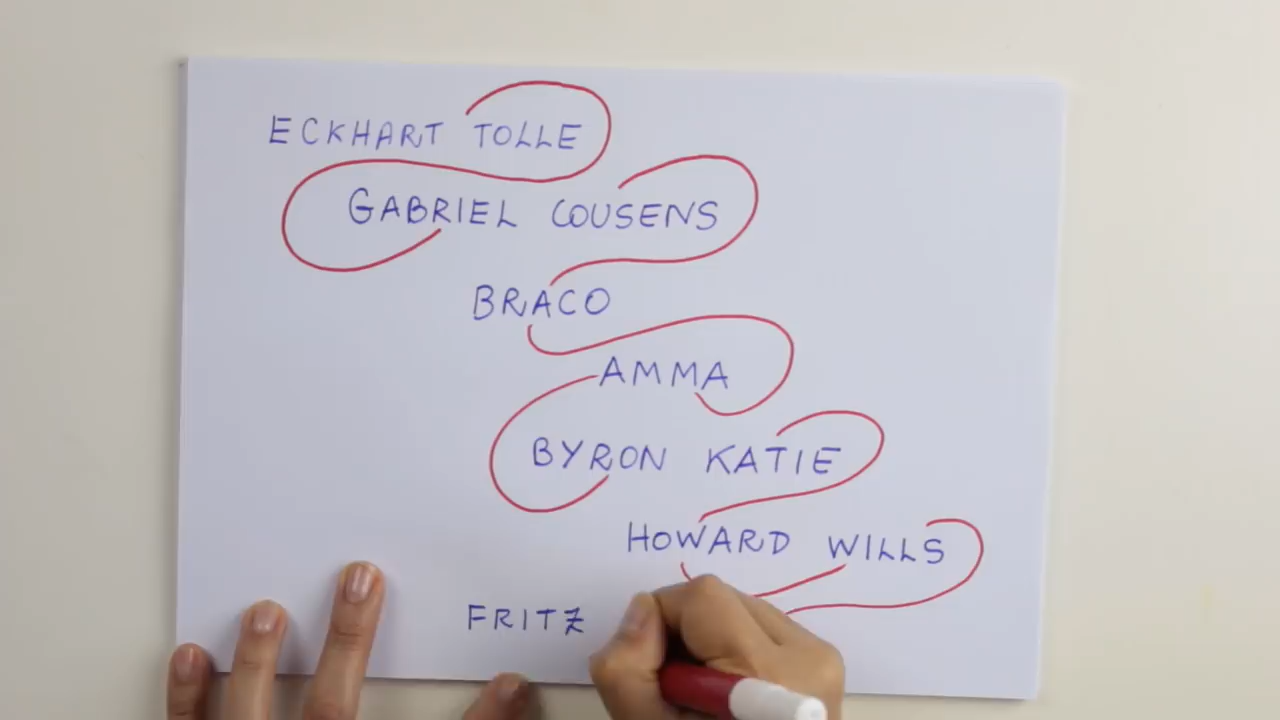 ECKHART TOLLE
GABRIEL COUSENS
BRACO
AMMA
BYRON KATIE
HOWARD WILLS
FRITZ